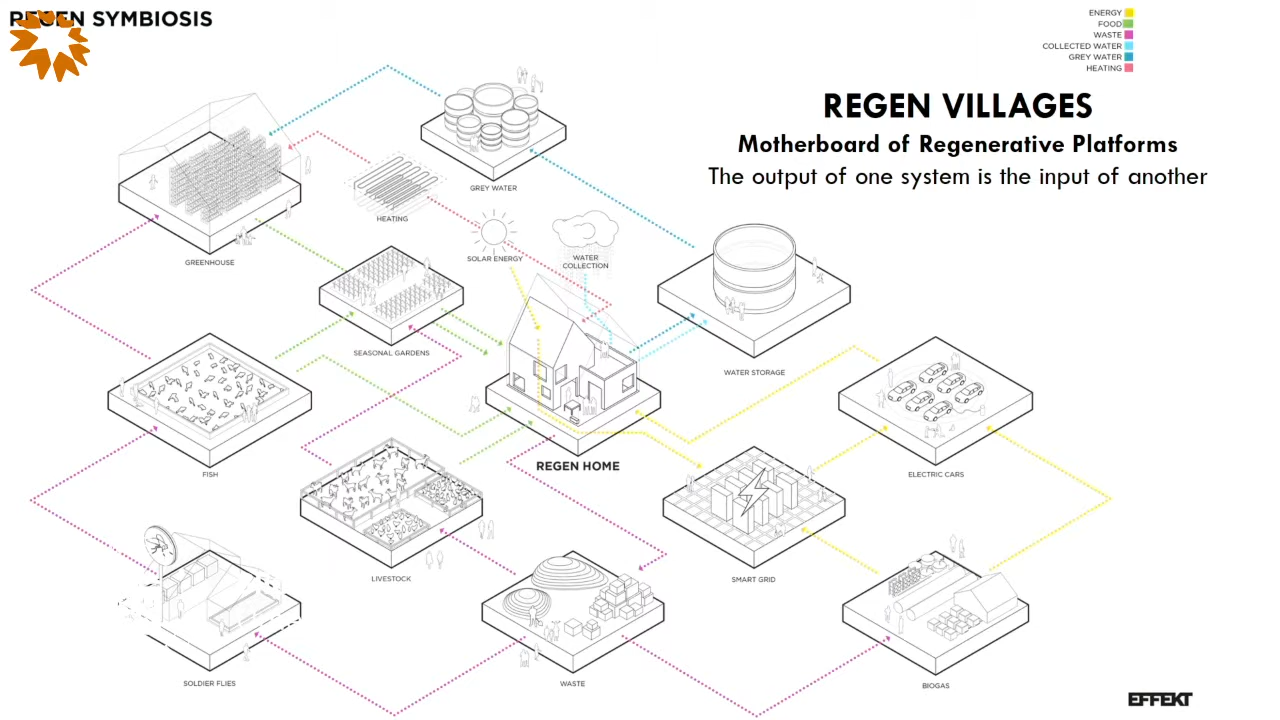 REGEN SYMBIOSIS
ENERGY
FOOD
WASTE
COLLECTED WATER
GREY WATER
HEATING
REGEN VILLAGES
Motherboard of Regenerative Platforms
The output of one system is the input of another
GREY WATER
HEATING
SOLAR ENERGY
WATER
COLLECTION
GREENHOUSE
SEASONAL GARDENS
WATER STORAGE
REGEN HOME
FISH
ELECTRIC CARS
LIVESTOCK
SMART GRID
SOLDIER FLIES
WASTE
BIOGAS
EFFEKT